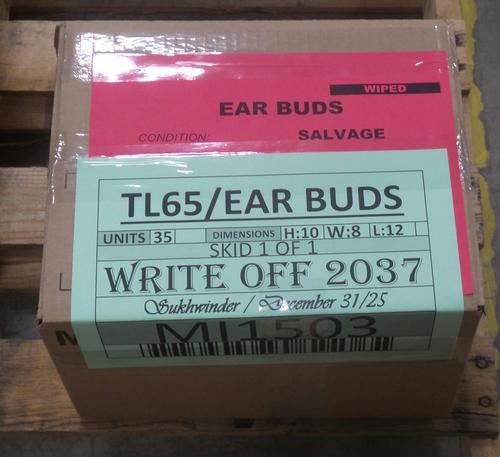 WIPED
EAR BUDS
CONDITION: SALVAGE
TL65/EAR BUDS
UNITS 35 DIMENSIONS H:10 W:8 L:12
SKID 1 OF 1
WRITE OFF 2037
Sukhwinder / December 31/25
MI1503